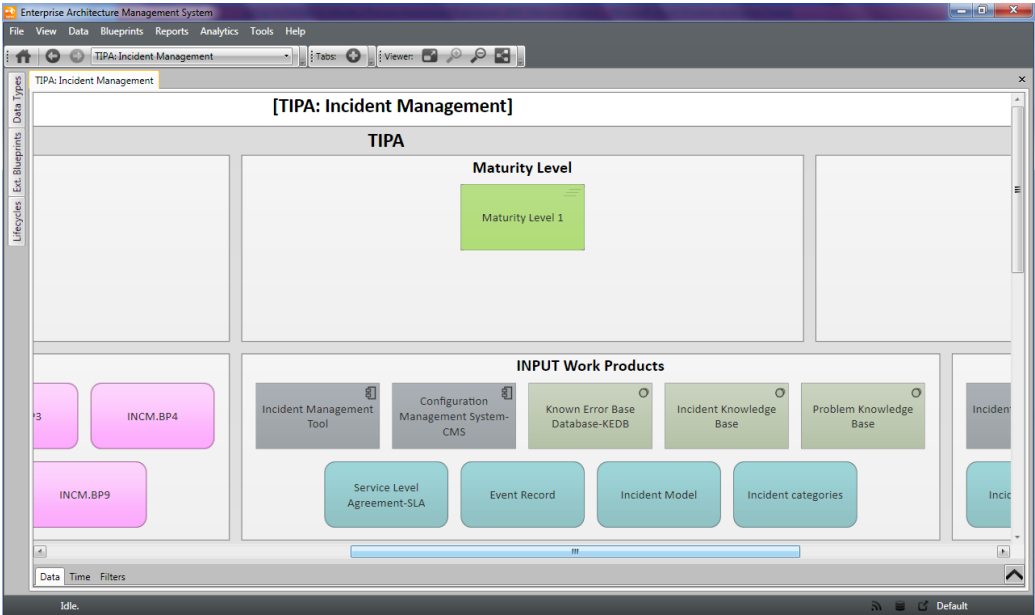 Enterprise Architecture Management System
File View Data Blueprints Reports Analytics Tools Help
TIPA: Incident Management
Tabs:
Viewer:
Data Types
Ext. Blueprints
Lifecycles
TIPA: Incident Management
[TIPA: Incident Management]
TIPA
Maturity Level
Maturity Level 1
INCM.BP4
INCM.BP9
INPUT Work Products
Incident Management
Tool
Configuration
Management System-
CMS
Known Error Base
Database-KEDB
Incident Knowledge
Base
Problem Knowledge
Base
Service Level
Agreement-SLA
Event Record
Incident Model
Incident categories
Data Time Filters
Idle.
Default